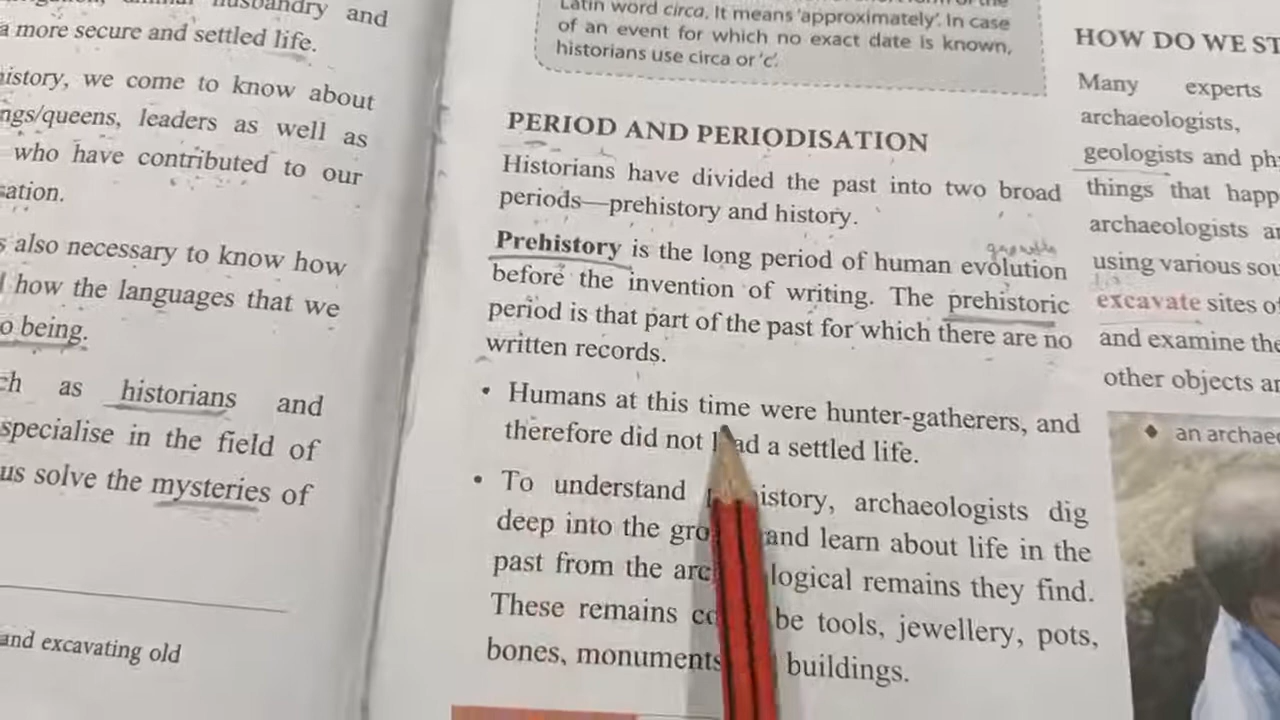 husbandry and
a more secure and settled life.
history, we come to know about
ngs/queens, leaders as well as
who have contributed to our
sation.
s also necessary to know how
how the languages that we
o being.
ch as historians and
specialise in the field of
us solve the mysteries of
and excavating old
Latin word circa. It means 'approximately'. In case
of an event for which no exact date is known,
historians use circa or 'c'.
PERIOD AND PERIODISATION
Historians have divided the past into two broad
periods—prehistory and history.
Prehistory is the long period of human evolution
before the invention of writing. The prehistoric
period is that part of the past for which there are no
written records.
• Humans at this time were hunter-gatherers, and
therefore did not a settled life.
• To understand archaeologists dig
deep into the and learn about life in the
past from the remains they find.
These remains be tools, jewellery, pots,
bones, monuments buildings.
HOW DO WE ST
Many experts
archaeologists,
geologists and ph
things that happ
archaeologists a
using various sou
excavate sites of
and examine the
other objects a
an archaeo